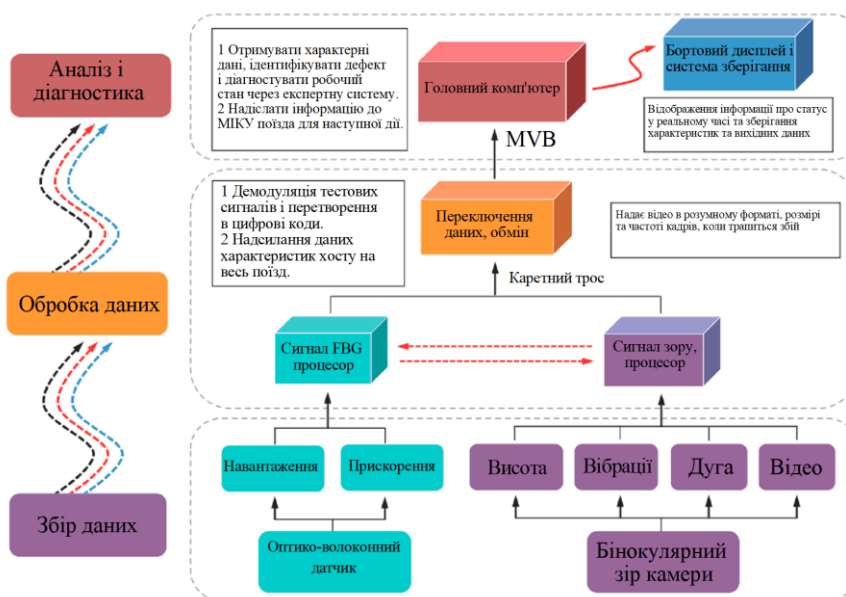 Аналіз і
діагностика
Обробка даних
Збір даних
1 Отримувати характерні
дані, ідентифікувати дефект
і діагностувати робочий
стан через експертну систему.
2 Надіслати інформацію до
МІКУ поїзда для наступної дії.
Головний комп'ютер
Бортовий дисплей і
система зберігання
Відображення інформації про статус
у реальному часі та зберігання
характеристик та вихідних даних
MVB
1 Демодуляція тестових
сигналів і перетворення
в цифрові коди.
2 Надсилання даних
характеристик хосту на
весь поїзд.
Переключення
даних, обмін
Надає відео в розумному форматі, розмірі
та частоті кадрів, коли трапиться збій
Каретний трос
Сигнал FBG
процесор
Сигнал зору,
процесор
Навантаження
Прискорення
Висота
Вібрації
Дуга
Відео
Оптико-волоконний
датчик
Бінокулярний
зір камери